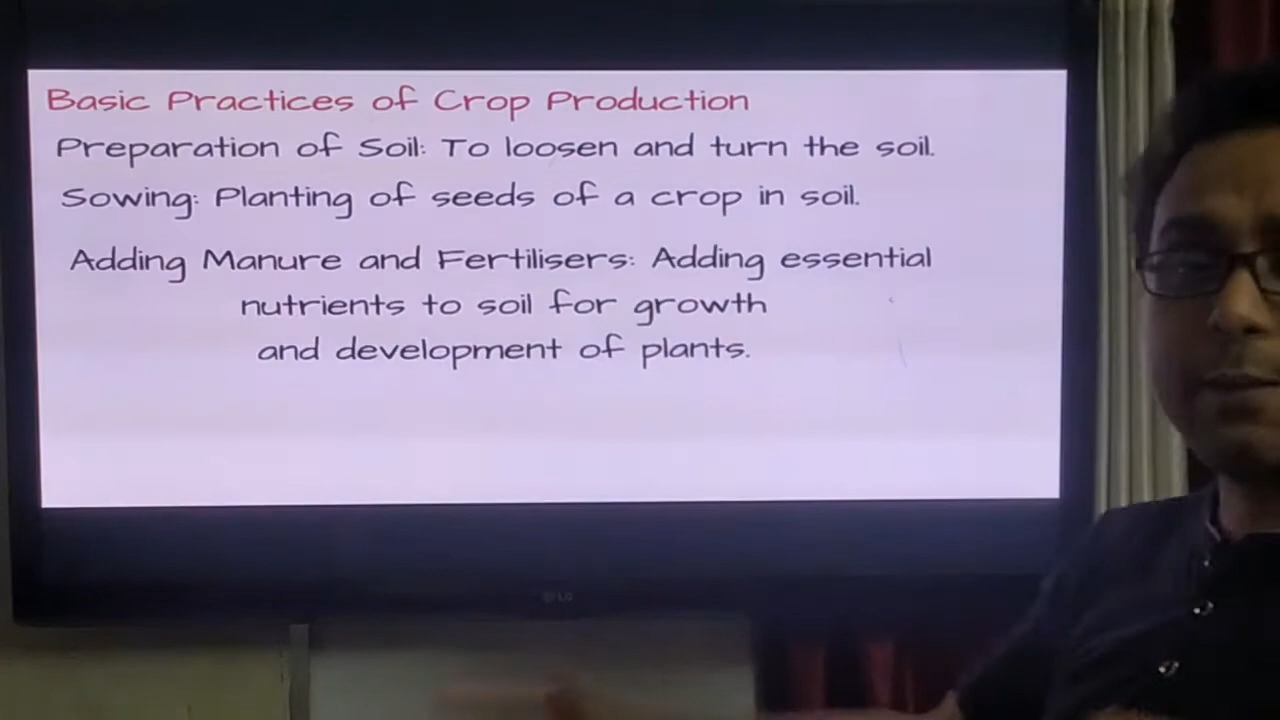 Basic Practices of Crop Production
Preparation of Soil: To loosen and turn the soil.
Sowing: Planting of seeds of a crop in soil.
Adding Manure and Fertilisers: Adding essential
nutrients to soil for growth
and development of plants.
LG